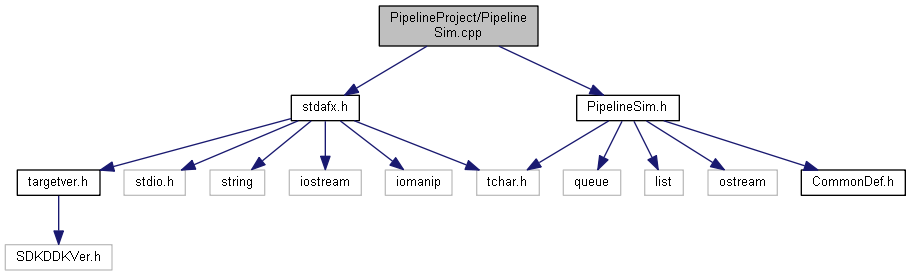 PipelineProject/Pipeline
Sim.cpp
stdafx.h
PipelineSim.h
targetver.h
stdio.h
string
iostream
iomanip
tchar.h
queue
list
ostream
CommonDef.h
SDKDDKVer.h